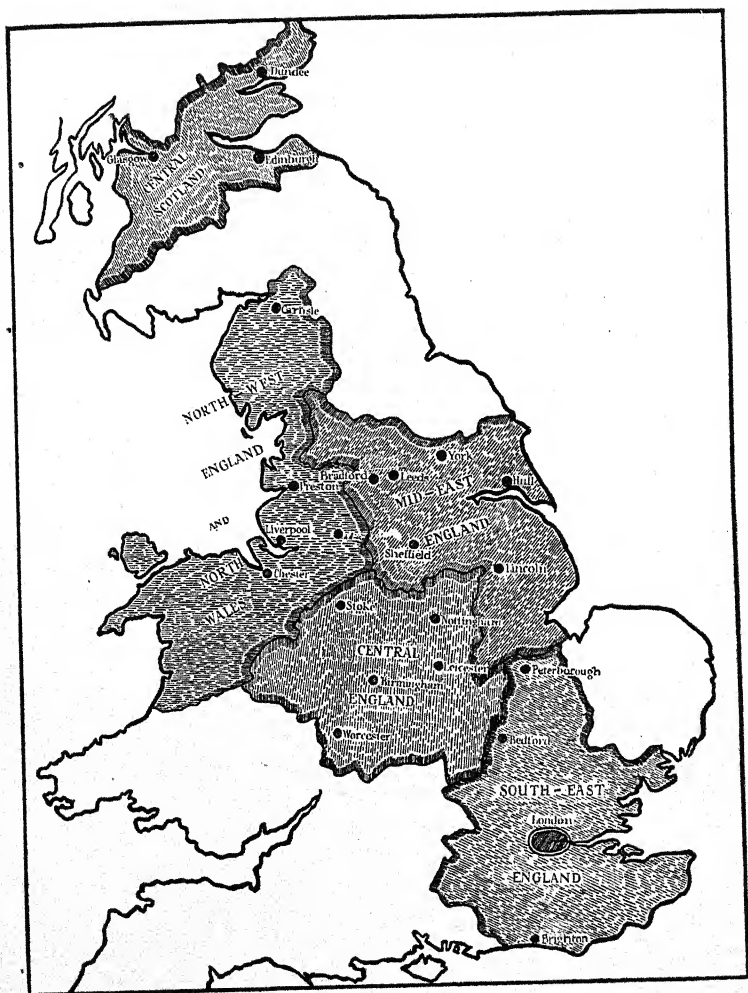 Dundee
Glasgow
Edinburgh
CENTRAL
SCOTLAND
Carlisle
NORTH WEST
ENGLAND
AND
NORTH
WALES
York
Bradford
Leeds
Hull
Preston
MID-EAST
ENGLAND
Liverpool
Sheffield
Chester
Lincoln
Stoke
Nottingham
CENTRAL
Leicester
Birmingham
ENGLAND
Peterborough
Worcester
Bedford
SOUTH-EAST
London
ENGLAND
Brighton